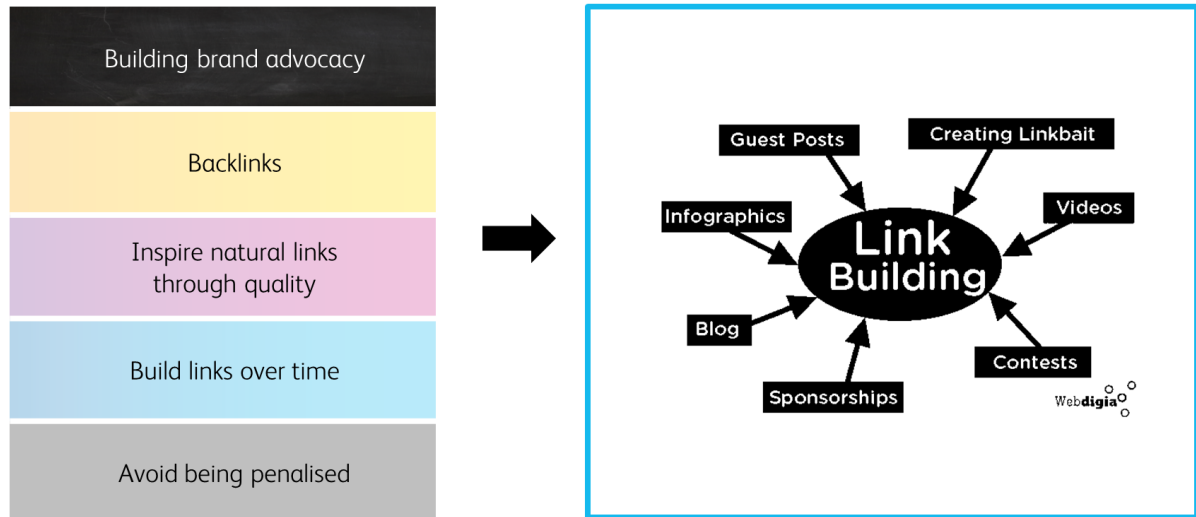 Building brand advocacy
Backlinks
Inspire natural links
through quality
Build links over time
Avoid being penalised
Guest Posts
Creating Linkbait
Infographics
Videos
Link
Building
Blog
Contests
Sponsorships
Webdigia